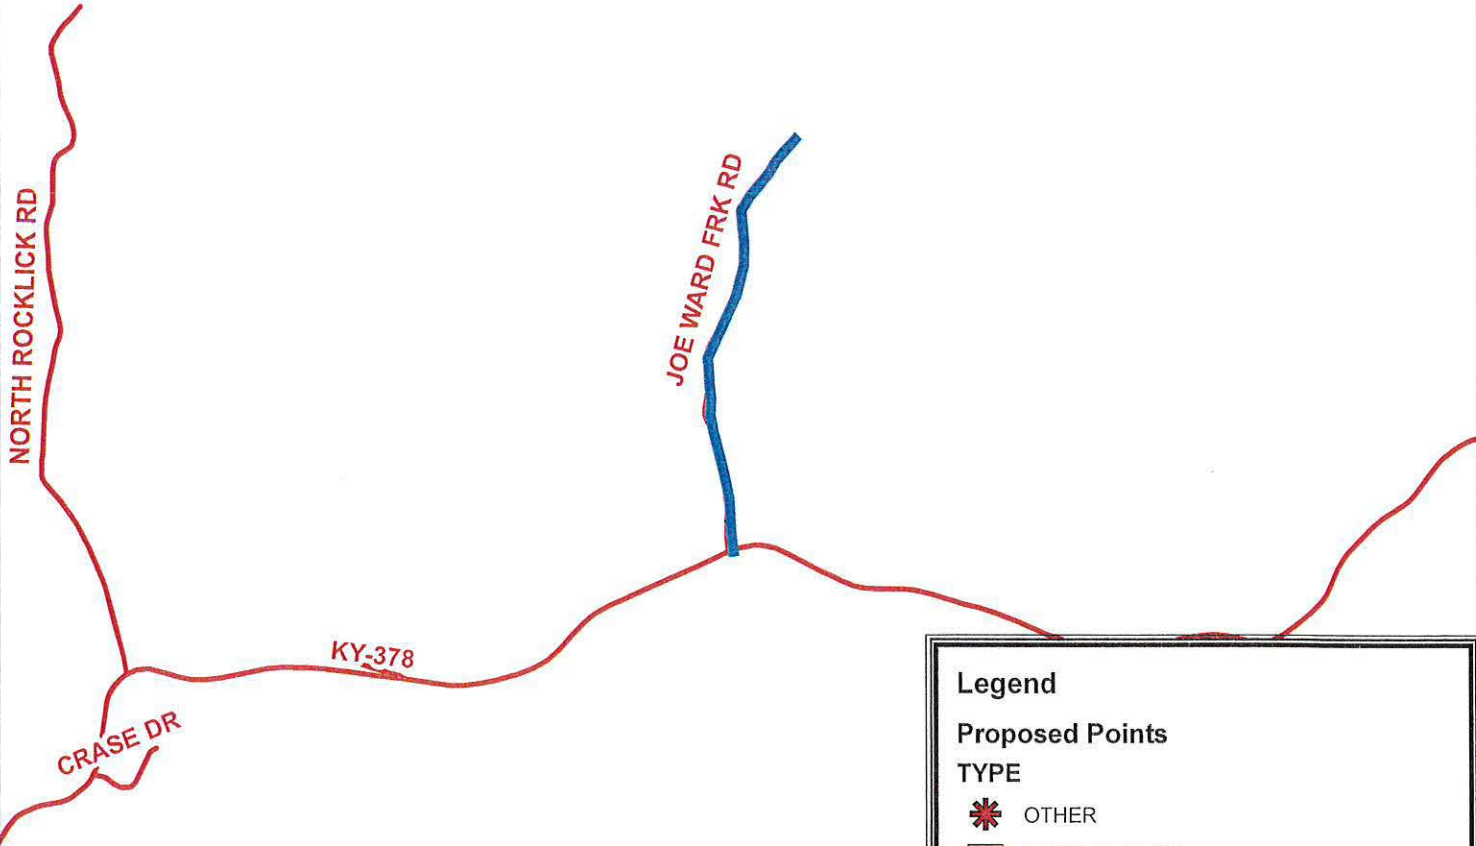 NORTH ROCKLICK RD
JOE WARD FRK RD
KY-378
CRASE DR
Legend
Proposed Points
TYPE
OTHER